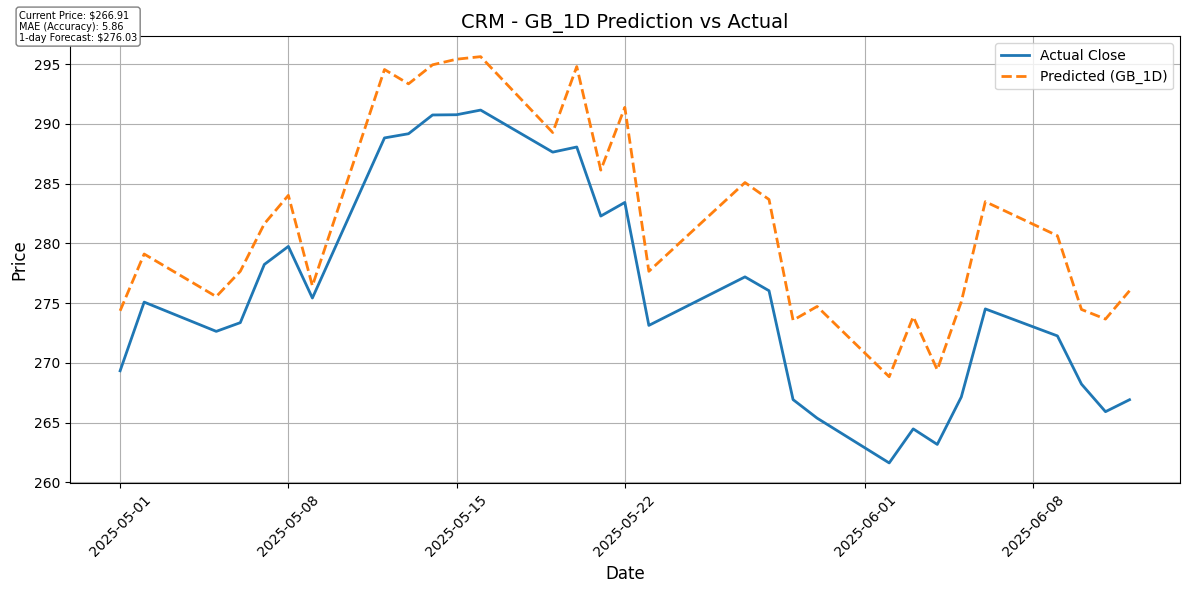 CRM - GB_1D Prediction vs Actual
Current Price: $266.91
MAE (Accuracy): 5.86
1-day Forecast: $276.03
Actual Close
Predicted (GB_1D)
Price
295
290
285
280
275
270
265
260
2025-05-01
2025-05-08
2025-05-15
2025-05-22
2025-06-01
2025-06-08
Date